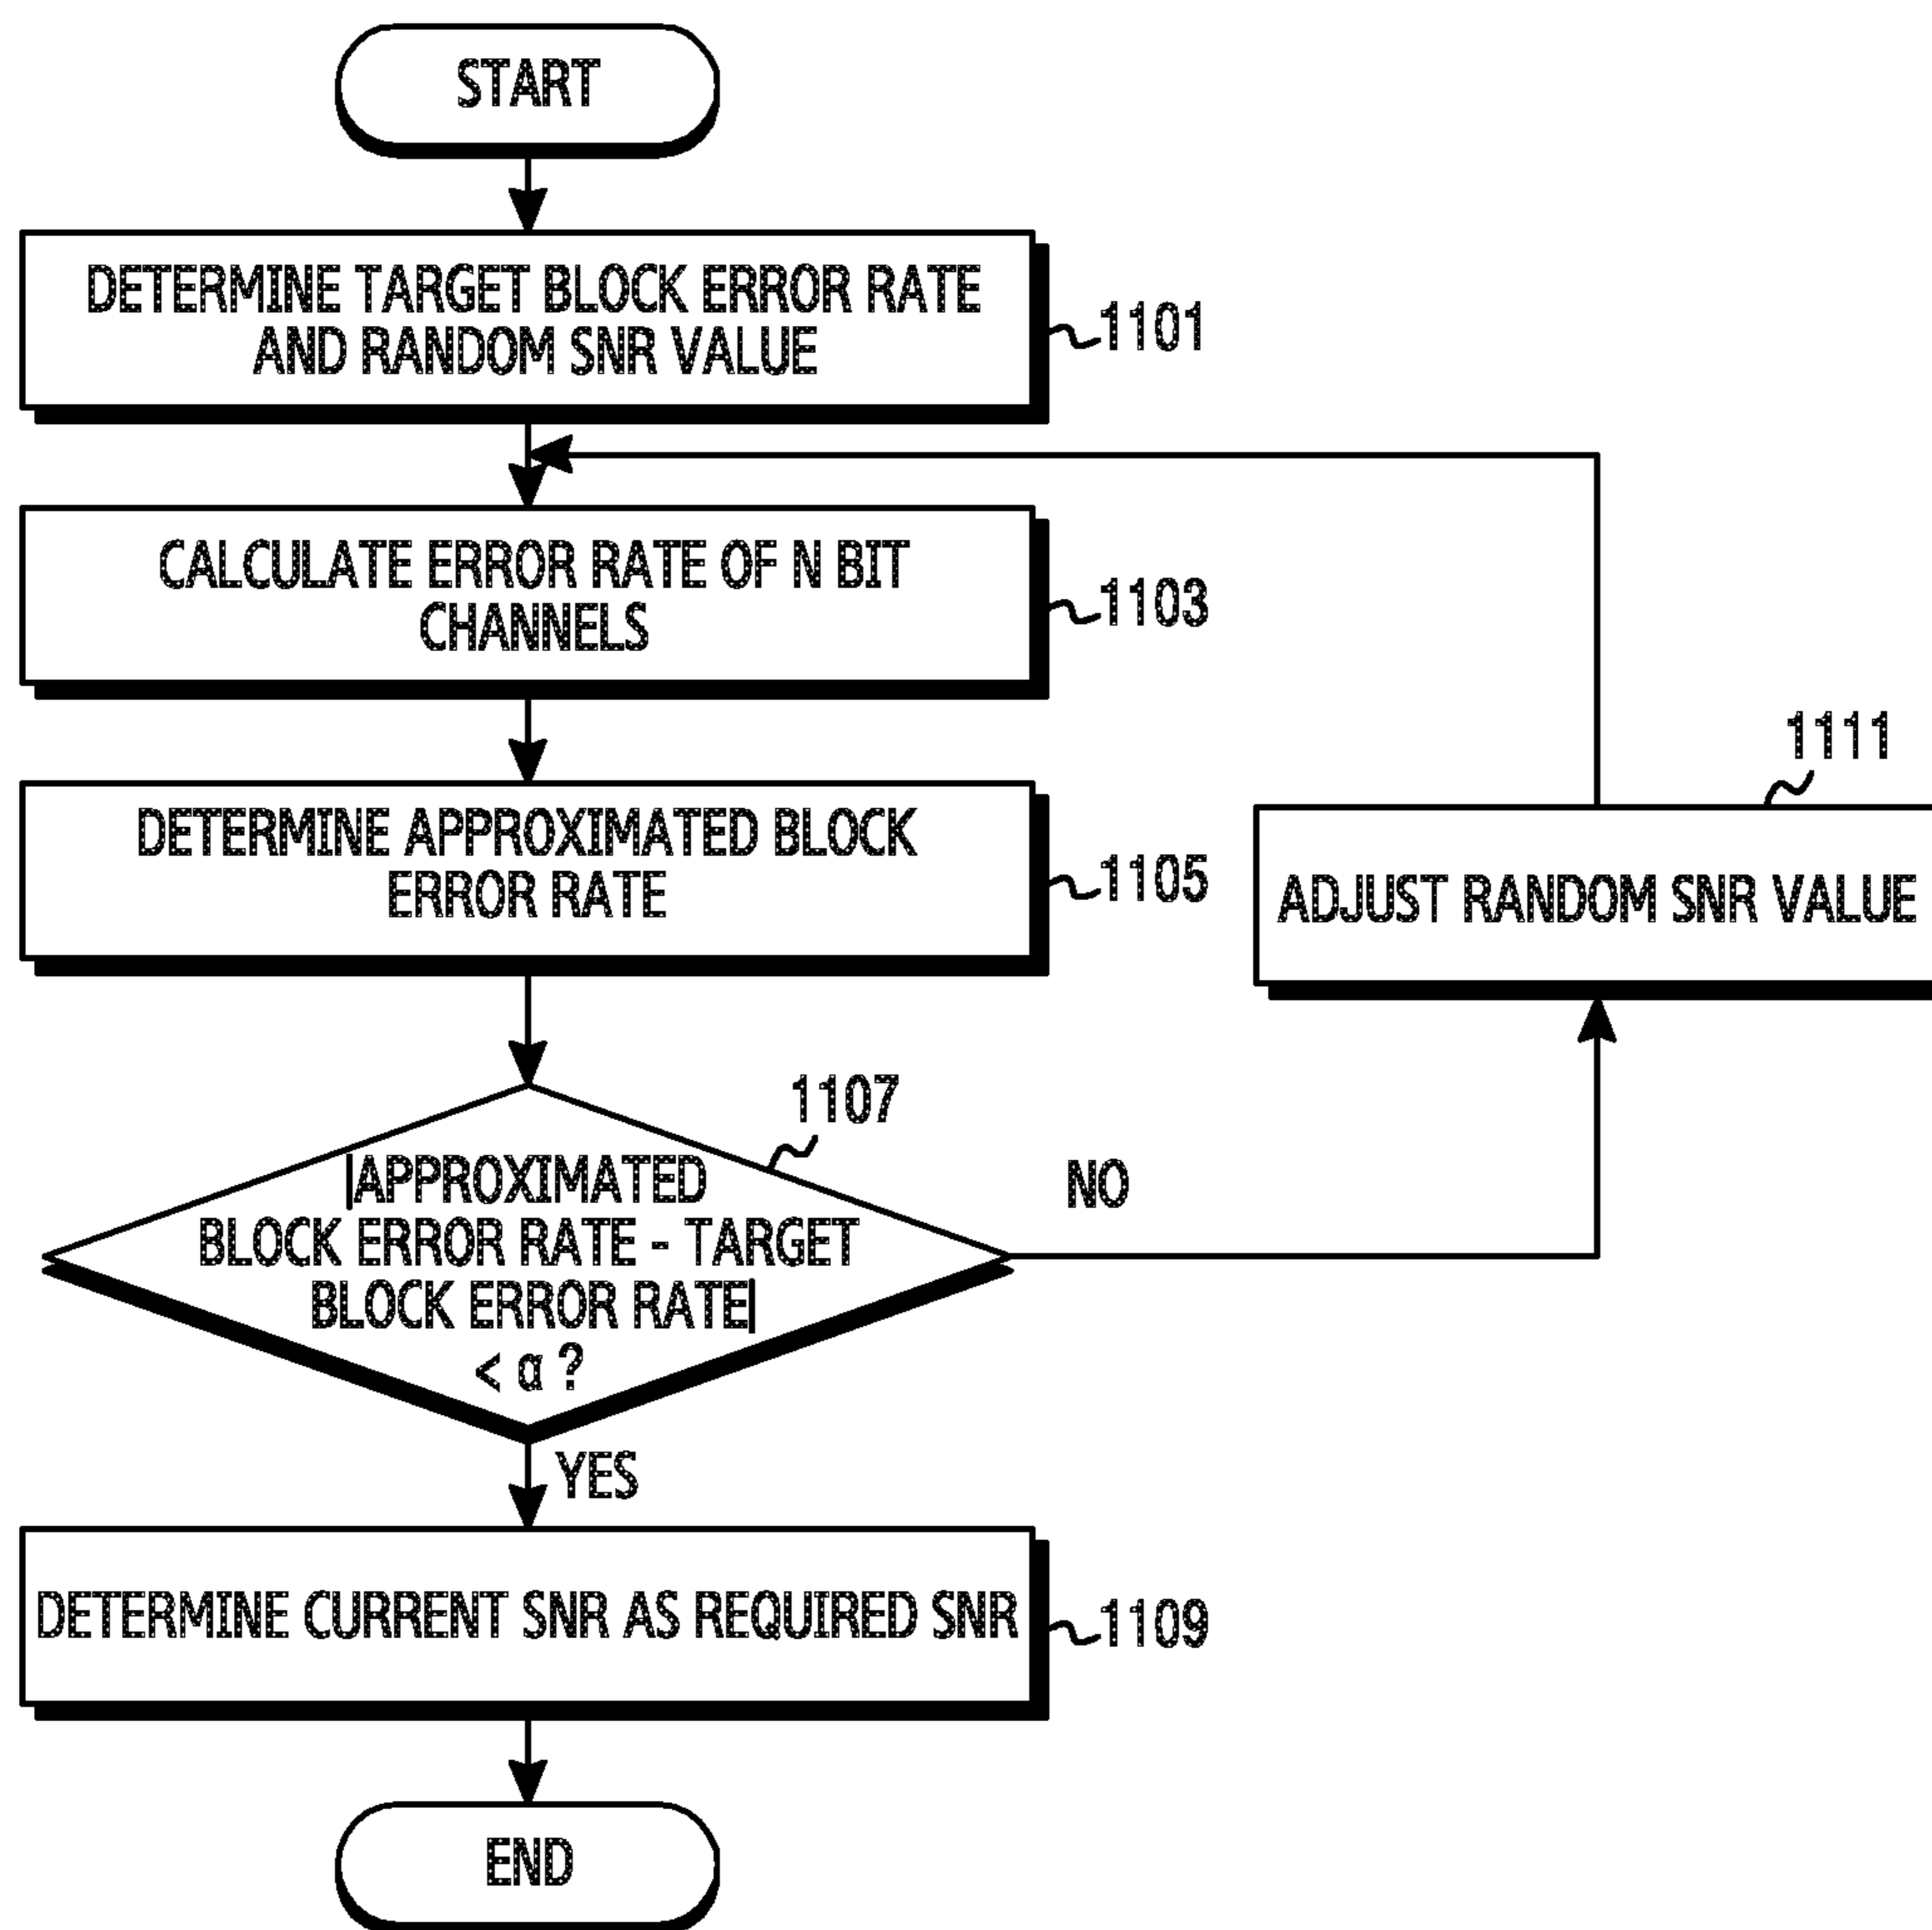 START
DETERMINE TARGET BLOCK ERROR RATE
AND RANDOM SNR VALUE
1101
CALCULATE ERROR RATE OF N BIT
CHANNELS
1103
DETERMINE APPROXIMATED BLOCK
ERROR RATE
1105
1111
ADJUST RANDOM SNR VALUE
1107
|APPROXIMATED
BLOCK ERROR RATE - TARGET
BLOCK ERROR RATE|
< α ?
NO
YES
DETERMINE CURRENT SNR AS REQUIRED SNR
1109
END